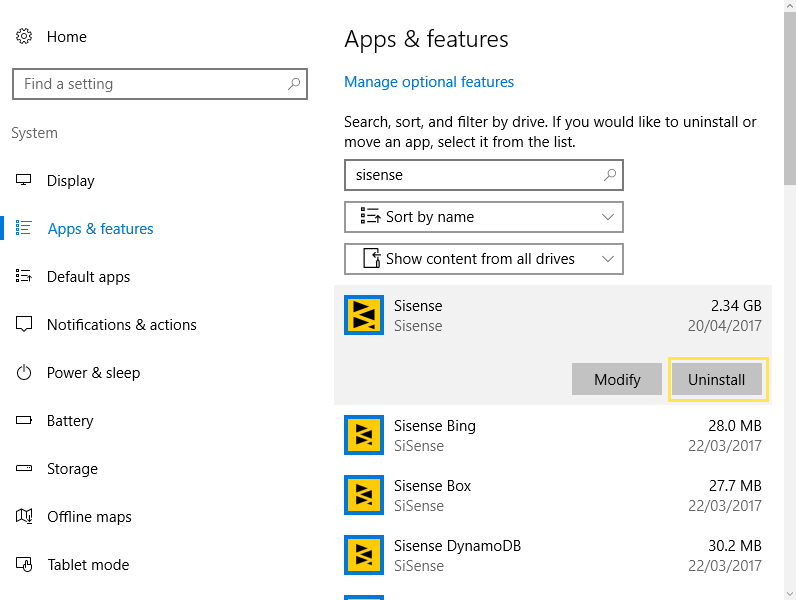 Home
Find a setting
System
Display
Apps & features
Default apps
Notifications & actions
Power & sleep
Battery
Storage
Offline maps
Tablet mode
Apps & features
Manage optional features
Search, sort, and filter by drive. If you would like to uninstall or
move an app, select it from the list.
sisense
Sort by name
Show content from all drives
Sisense 2.34 GB
Sisense 20/04/2017
Modify Uninstall
Sisense Bing 28.0 MB
SiSense 22/03/2017
Sisense Box 27.7 MB
SiSense 22/03/2017
Sisense DynamoDB 30.2 MB
SiSense 22/03/2017